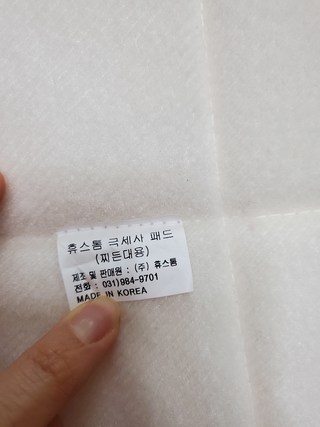 휴스톰 극세사 패드
(찌든대용)
제조 및 판매원 : (주) 휴스톰
전화 : 031)984-9701
MADE IN KOREA